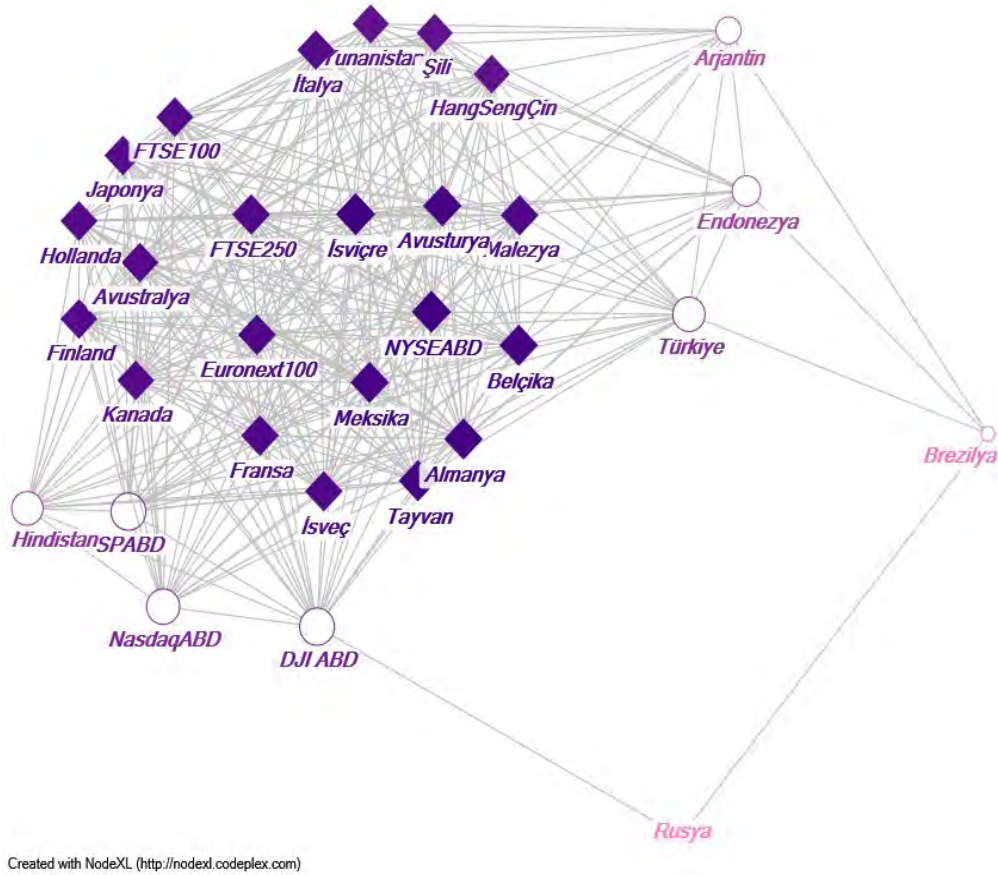 Yunanistan
Şili
Arjantin
İtalya
HangSengÇin
FTSE100
Japonya
Endonezya
Hollanda
FTSE250
İsviçre
Avusturya
Malezya
Avustralya
Finland
Euronext100
NYSEABD
Türkiye
Belçika
Kanada
Meksika
Brezilya
Fransa
Almanya
İsveç
Tayvan
Hindistan
SPABD
NasdaqABD
DJI ABD
Rusya
Created with NodeXL (http://nodexl.codeplex.com)